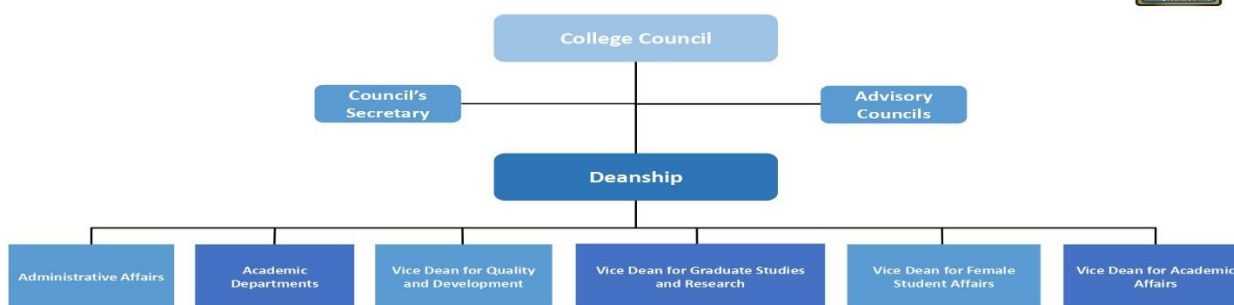 College Council
Council's
Secretary
Advisory
Councils
Deanship
Administrative Affairs
Academic
Departments
Vice Dean for Quality
and Development
Vice Dean for Graduate Studies
and Research
Vice Dean for Female
Student Affairs
Vice Dean for Academic
Affairs